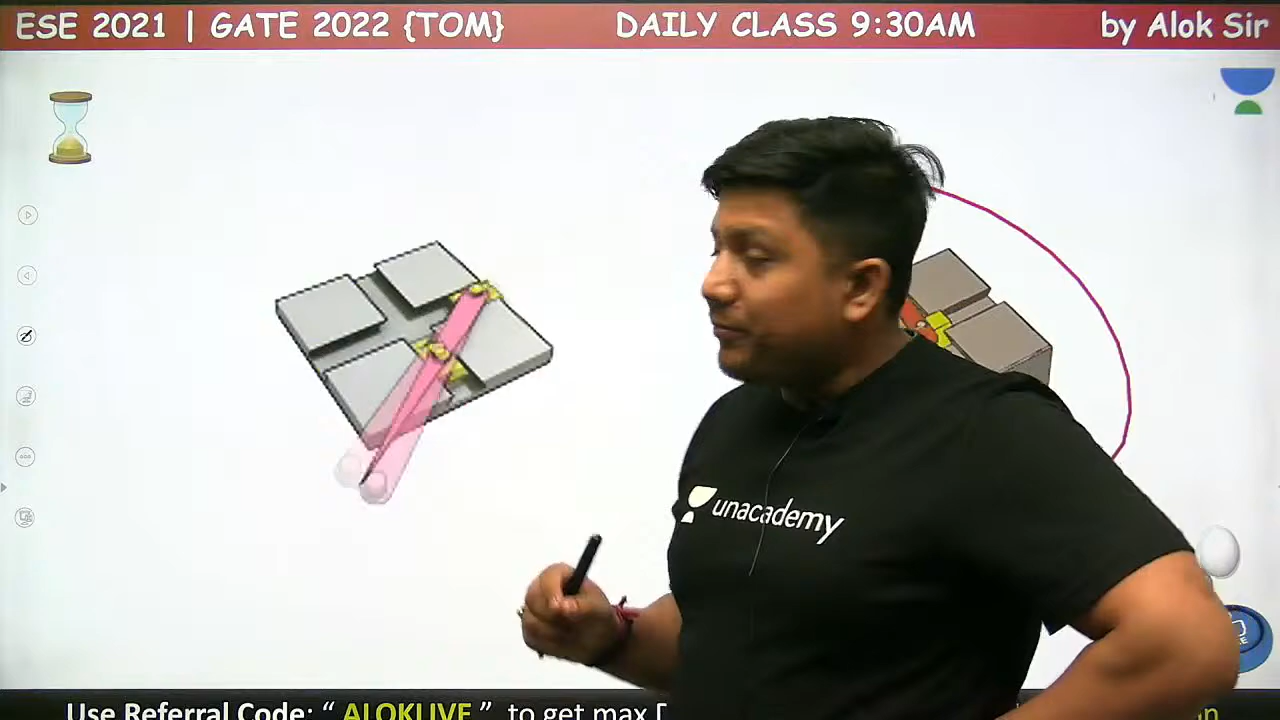 ESE 2021 | GATE 2022 {TOM} DAILY CLASS 9:30AM by Alok Sir
unacademy
Use Referral Code: “ ALOKLIVE ” to get max